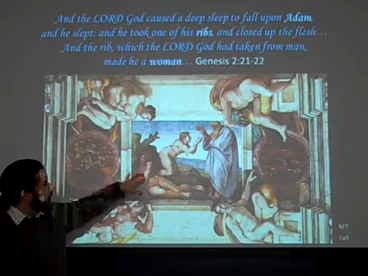 And the LORD God caused a deep sleep to fall upon Adam,
and he slept: and he took one of his ribs, and closed up the flesh…
And the rib, which the LORD God had taken from man,
made he a woman… Genesis 2:21-22
Fall